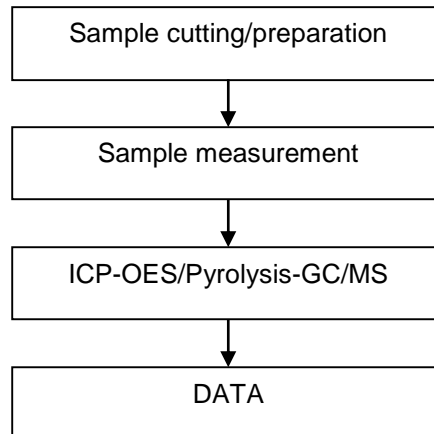 Sample cutting/preparation
Sample measurement
ICP-OES/Pyrolysis-GC/MS
DATA